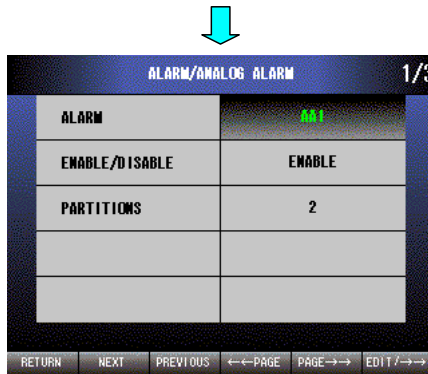 ALARM/ANALOG ALARM 1/3
ALARM AA1
ENABLE/DISABLE ENABLE
PARTITIONS 2
RETURN NEXT PREVIOUS ←←PAGE PAGE→→ EDIT/→→